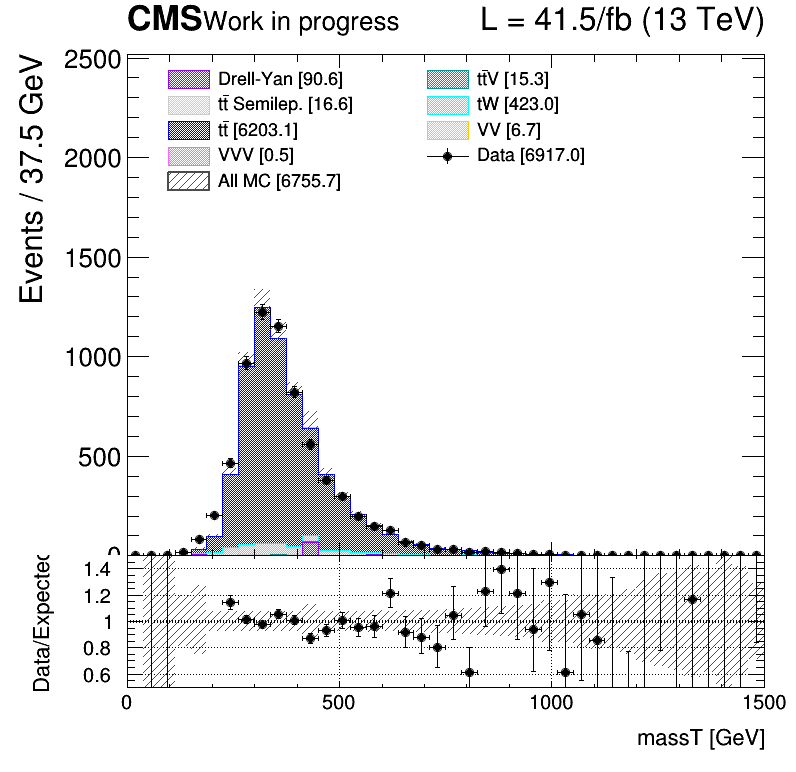 CMS Work in progress L = 41.5/fb (13 TeV)
Events / 37.5 GeV
2500
2000
1500
1000
500
0
Drell-Yan [90.6]
tt̄ Semilep. [16.6]
tt̄ [6203.1]
VVV [0.5]
All MC [6755.7]
tt̄V [15.3]
tW [423.0]
VV [6.7]
Data [6917.0]
Data/Expected
1.4
1.2
1
0.8
0.6
0 500 1000 1500
massT [GeV]